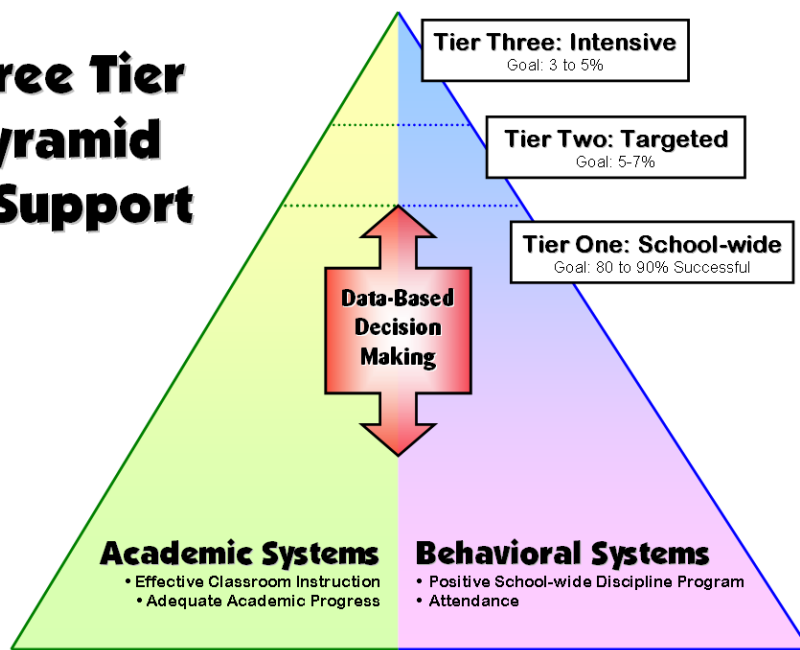 ree Tier
yramid
Support
Tier Three: Intensive
Goal: 3 to 5%
Tier Two: Targeted
Goal: 5-7%
Tier One: School-wide
Goal: 80 to 90% Successful
Data-Based
Decision
Making
Academic Systems
• Effective Classroom Instruction
• Adequate Academic Progress
Behavioral Systems
• Positive School-wide Discipline Program
• Attendance